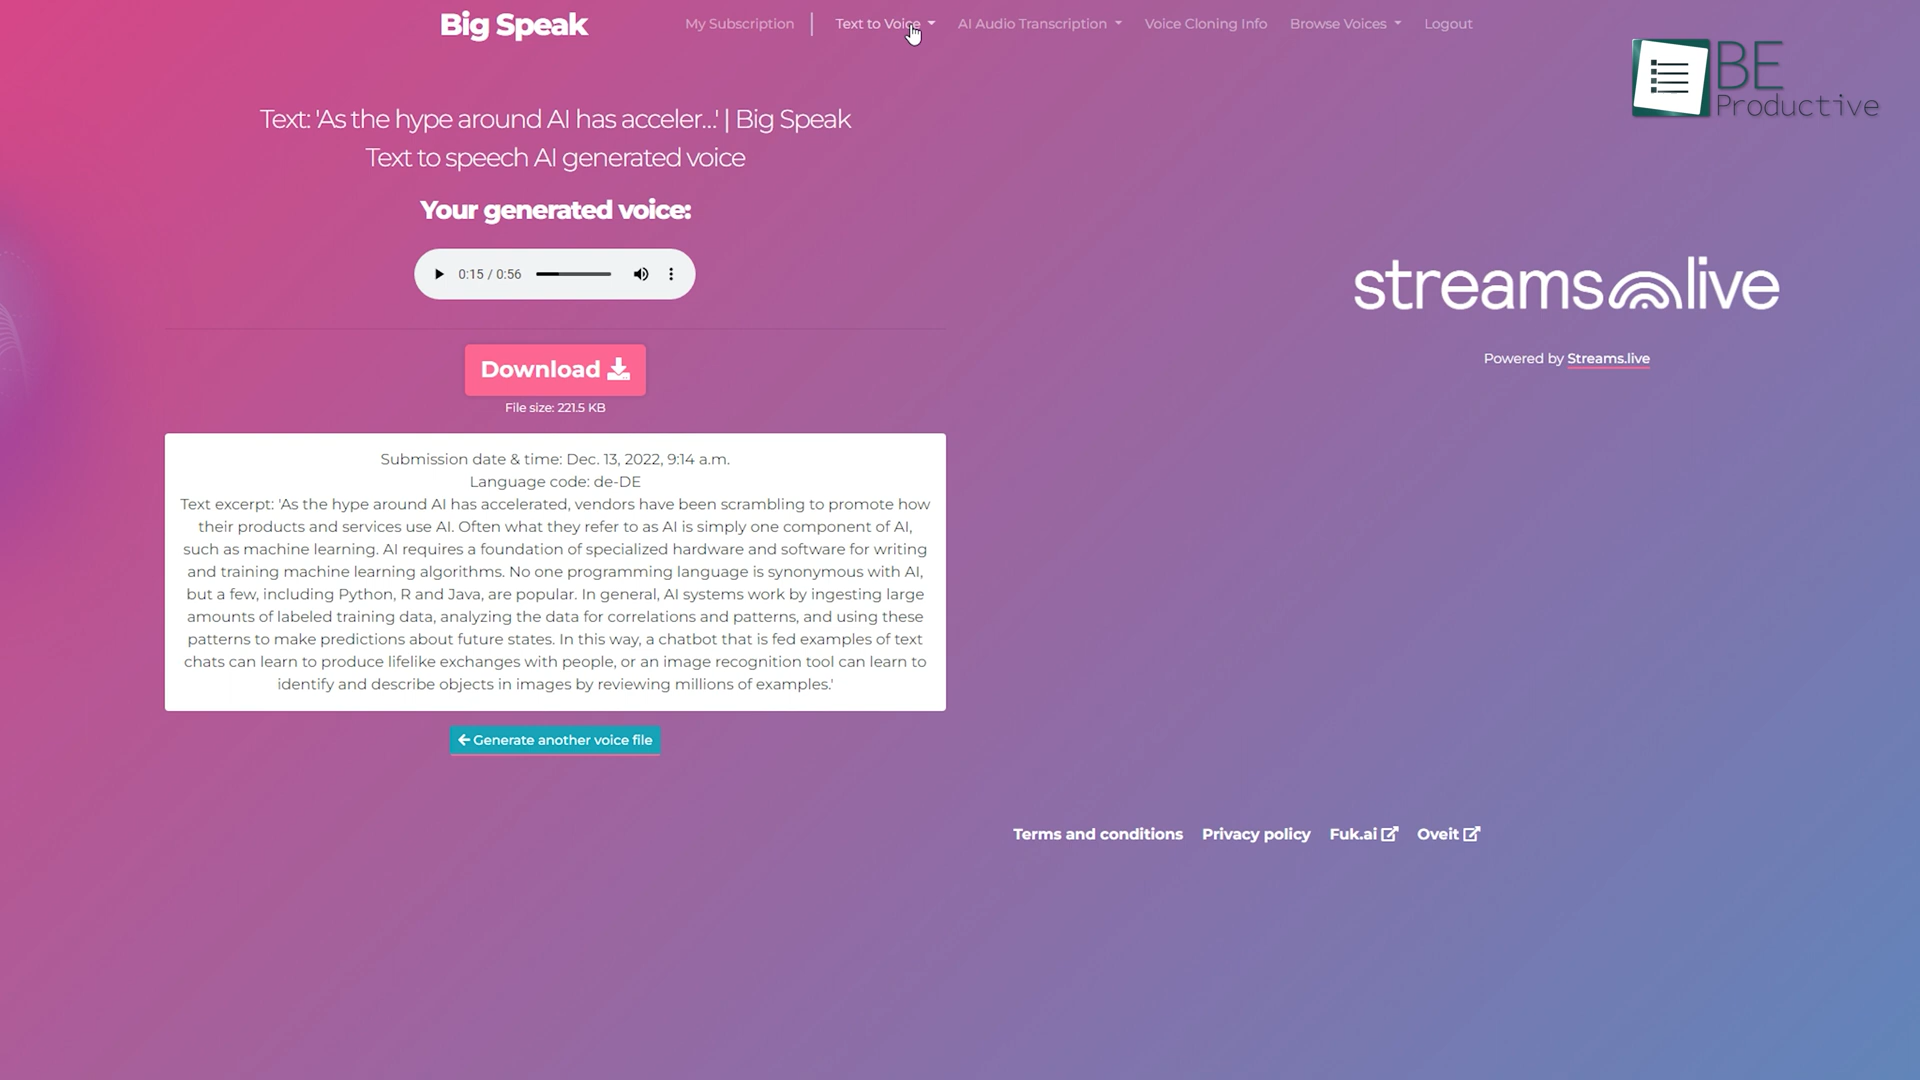 Big Speak
My Subscription
Text to Voice
AI Audio Transcription
Voice Cloning Info
Browse Voices
Logout
BE
Productive
Text: 'As the hype around AI has acceler...' | Big Speak
Text to speech AI generated voice
Your generated voice:
0:15 / 0:56
streams live
Powered by Streams.live
Download
File size: 221.5 KB
Submission date & time: Dec. 13, 2022, 9:14 a.m.
Language code: de-DE
Text excerpt: 'As the hype around AI has accelerated, vendors have been scrambling to promote how
their products and services use AI. Often what they refer to as AI is simply one component of AI,
such as machine learning. AI requires a foundation of specialized hardware and software for writing
and training machine learning algorithms. No one programming language is synonymous with AI,
but a few, including Python, R and Java, are popular. In general, AI systems work by ingesting large
amounts of labeled training data, analyzing the data for correlations and patterns, and using these
patterns to make predictions about future states. In this way, a chatbot that is fed examples of text
chats can learn to produce lifelike exchanges with people, or an image recognition tool can learn to
identify and describe objects in images by reviewing millions of examples.'
Generate another voice file
Terms and conditions
Privacy policy
Fuk.ai
Oveit